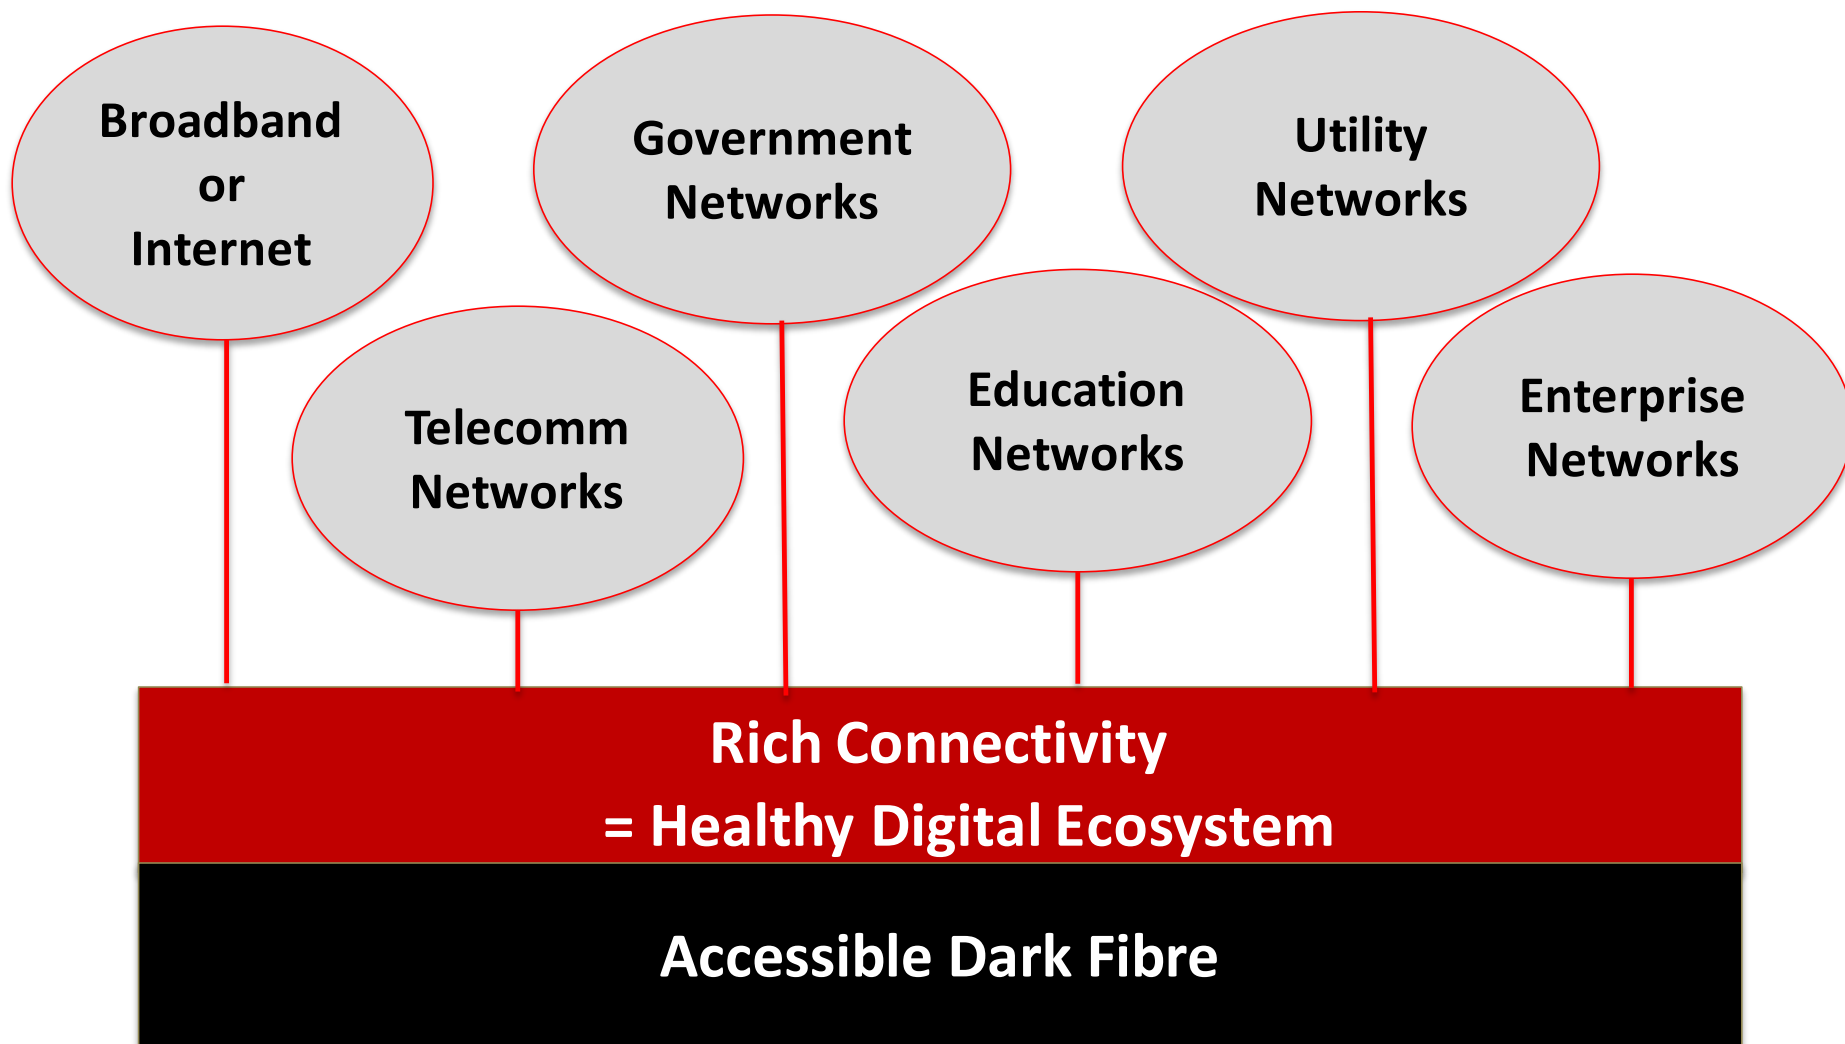 Broadband
or
Internet
Government
Networks
Utility
Networks
Telecomm
Networks
Education
Networks
Enterprise
Networks
Rich Connectivity
= Healthy Digital Ecosystem
Accessible Dark Fibre